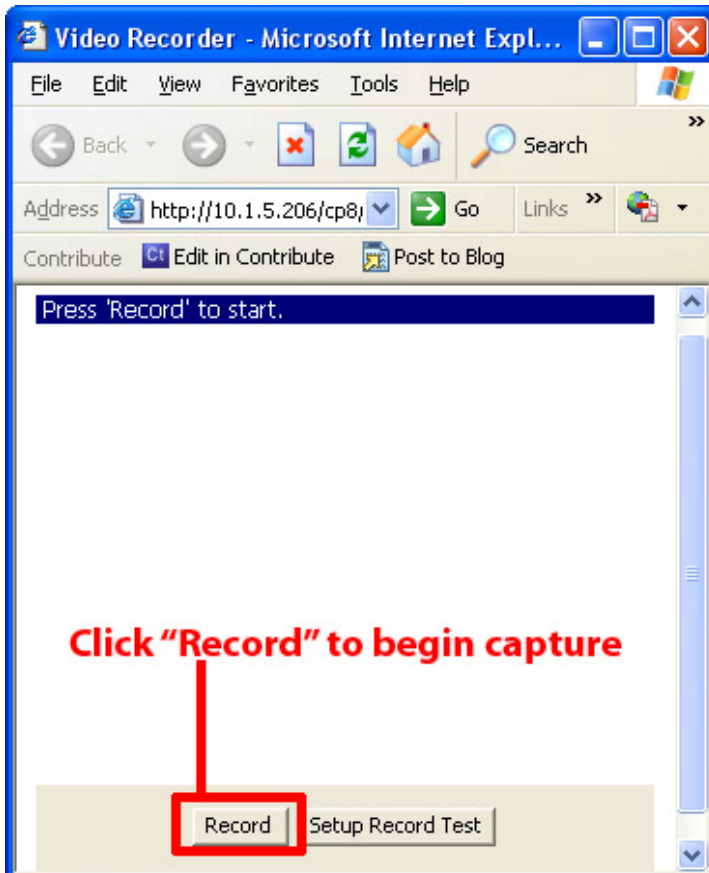 Video Recorder - Microsoft Internet Expl...
File Edit View Favorites Tools Help
Back Search »
Address http://10.1.5.206/cp8/ Go Links »
Contribute Ct Edit in Contribute Post to Blog
Press 'Record' to start.
Click “Record” to begin capture
Record Setup Record Test